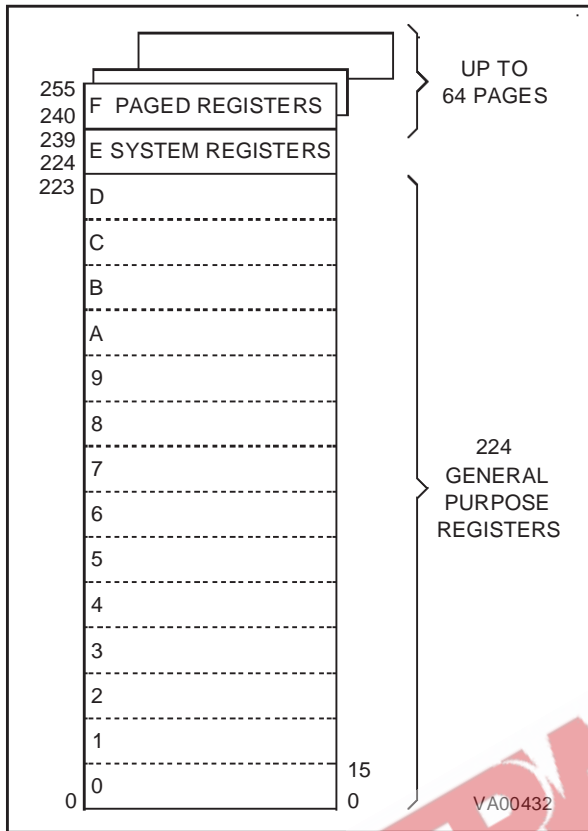 UP TO
64 PAGES
255
240
F PAGED REGISTERS
239
224
E SYSTEM REGISTERS
223
D
C
B
A
9
8
7
6
5
4
3
2
1
0
0
15
0
224
GENERAL
PURPOSE
REGISTERS
VA00432